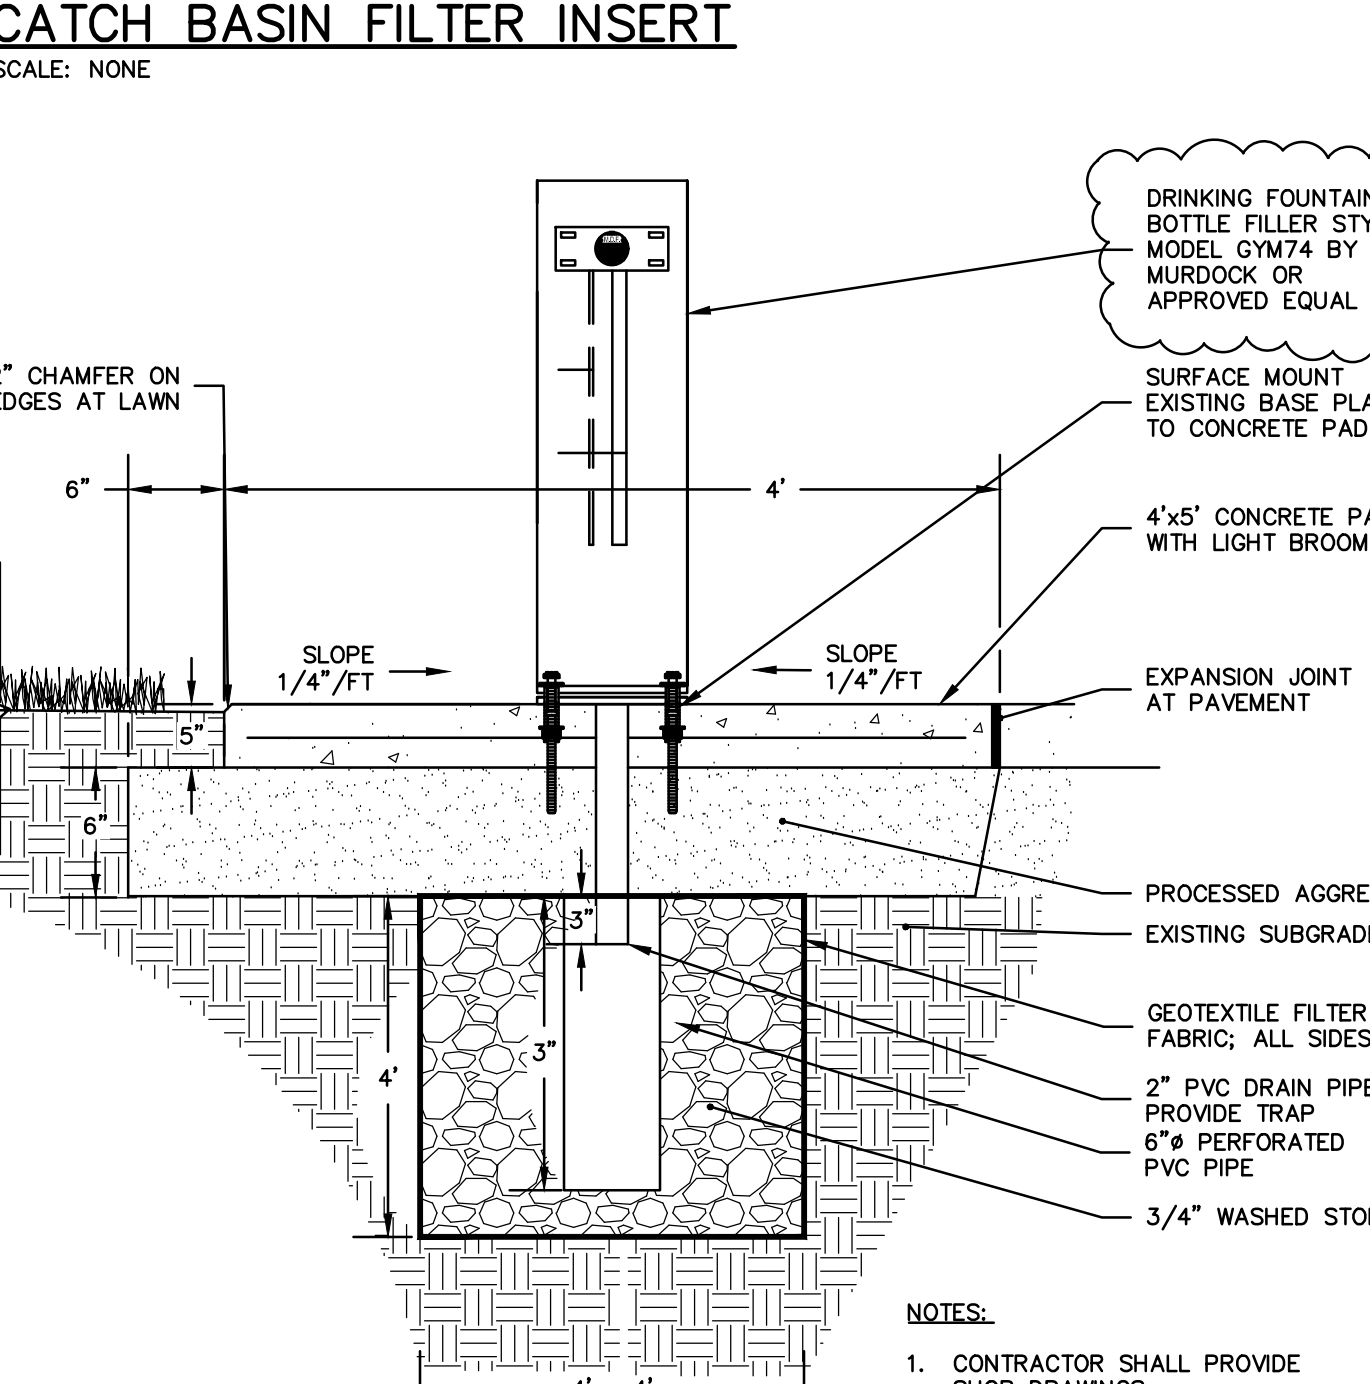 CATCH BASIN FILTER INSERT
SCALE: NONE
DRINKING FOUNTAIN
BOTTLE FILLER STY
MODEL GYM74 BY
MURDOCK OR
APPROVED EQUAL
2" CHAMFER ON
EDGES AT LAWN
SURFACE MOUNT
EXISTING BASE PLA
TO CONCRETE PAD
6"
4'
4'x5' CONCRETE PA
WITH LIGHT BROOM
SLOPE
1/4"/FT
SLOPE
1/4"/FT
EXPANSION JOINT
AT PAVEMENT
5"
6"
PROCESSED AGGRE
3"
EXISTING SUBGRADE
GEOTEXTILE FILTER
FABRIC; ALL SIDES
3"
4'
2" PVC DRAIN PIPE
PROVIDE TRAP
6"ø PERFORATED
PVC PIPE
3/4" WASHED STO
NOTES:
1. CONTRACTOR SHALL PROVIDE
SHOP DRAWINGS